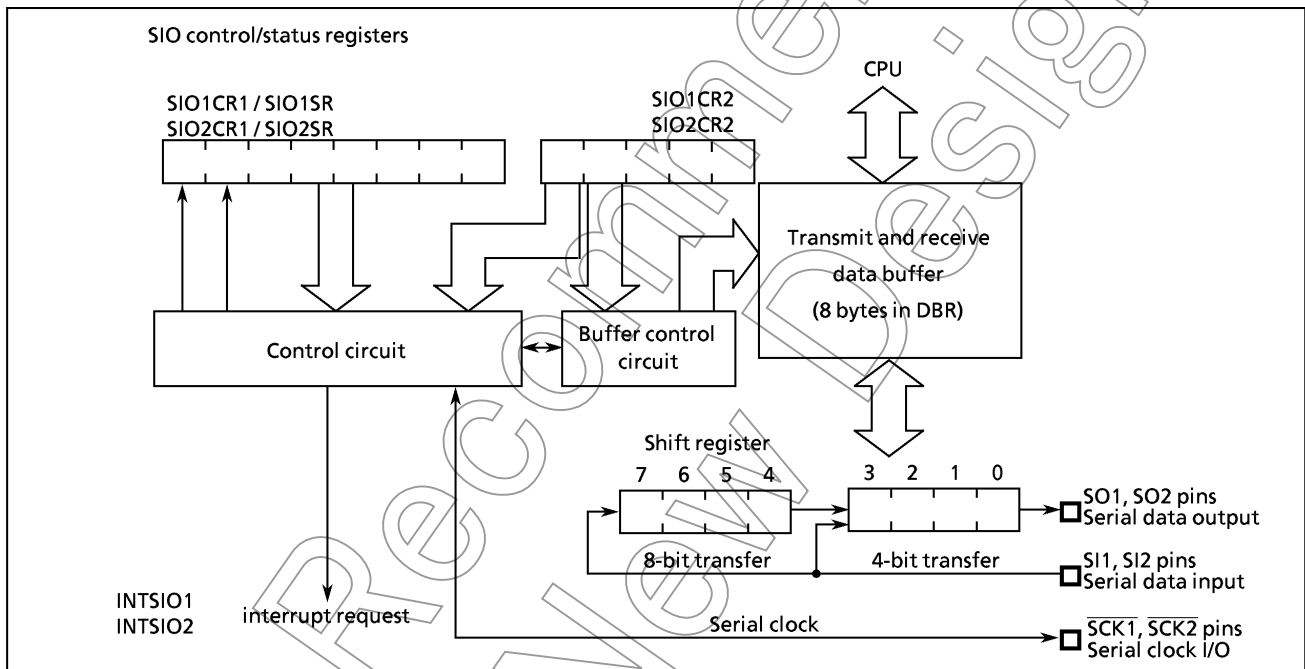 SIO control/status registers
CPU
SIO1CR1 / SIO1SR
SIO2CR1 / SIO2SR
SIO1CR2
SIO2CR2
Transmit and receive
data buffer
(8 bytes in DBR)
Control circuit
Buffer control
circuit
Shift register
7 6 5 4
3 2 1 0
SO1, SO2 pins
Serial data output
8-bit transfer
4-bit transfer
SI1, SI2 pins
Serial data input
INTSIO1
INTSIO2
interrupt request
Serial clock
SCK1, SCK2 pins
Serial clock I/O
Recomme
New Desig